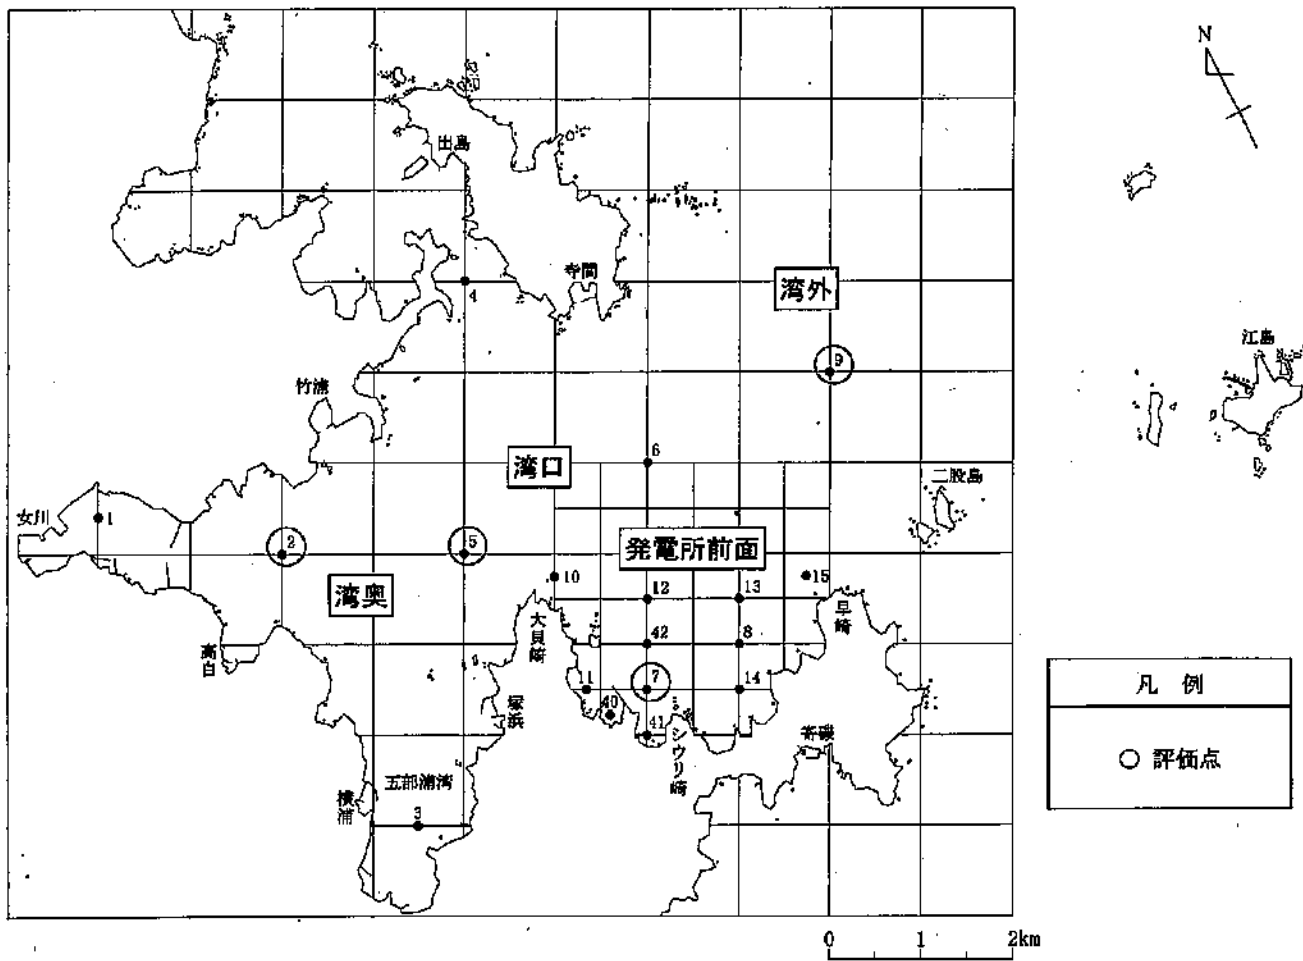 N
出島
寺間
4
湾外
9
江島
竹浦
6
湾口
二股島
女川
1
2
5
発電所前面
湾奥
10
12
13
15
大貝崎
早崎
高白
42
8
11
7
14
40
41
塚浜
シウリ崎
寄磯
凡 例
○ 評価点
五部浦湾
横浦
3
0 1 2km